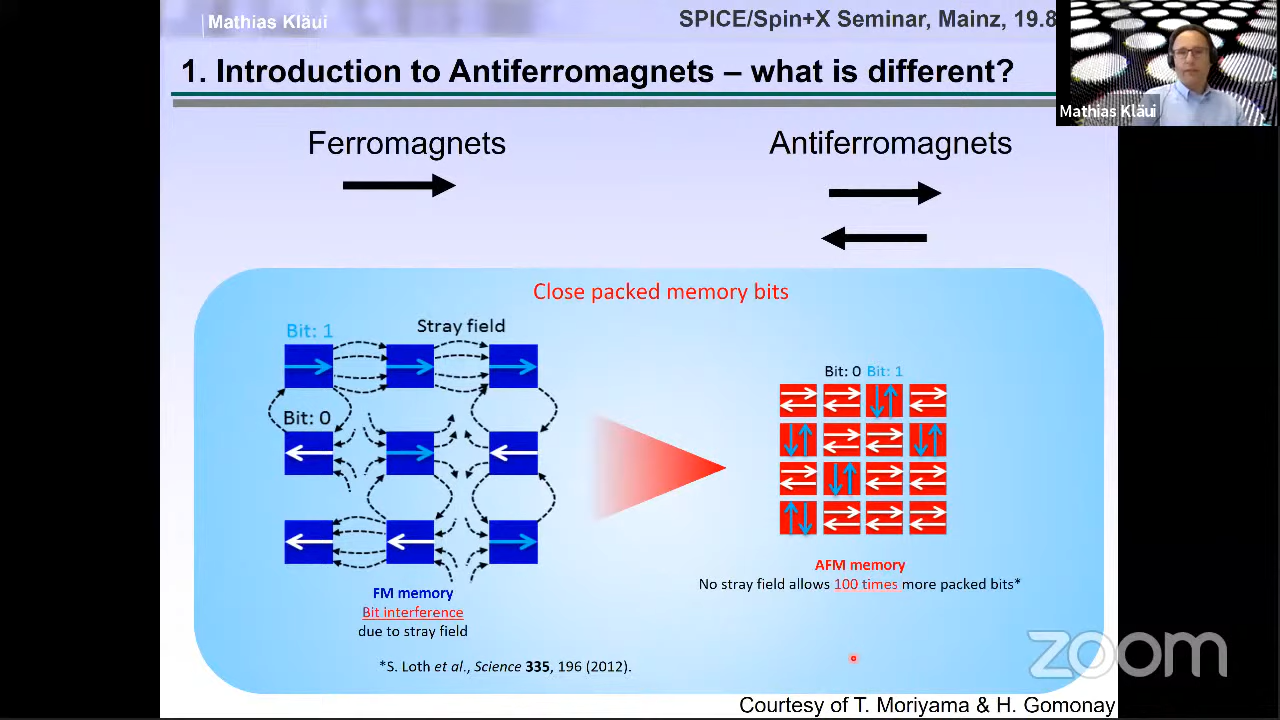 Mathias Kläui
SPICE/Spin+X Seminar, Mainz, 19.8
Mathias Kläui
1. Introduction to Antiferromagnets – what is different?
Ferromagnets
Antiferromagnets
Close packed memory bits
Bit: 1
Stray field
Bit: 0
Bit: 0 Bit: 1
FM memory
Bit interference
due to stray field
AFM memory
No stray field allows 100 times more packed bits*
*S. Loth et al., Science 335, 196 (2012).
zoom
Courtesy of T. Moriyama & H. Gomonay